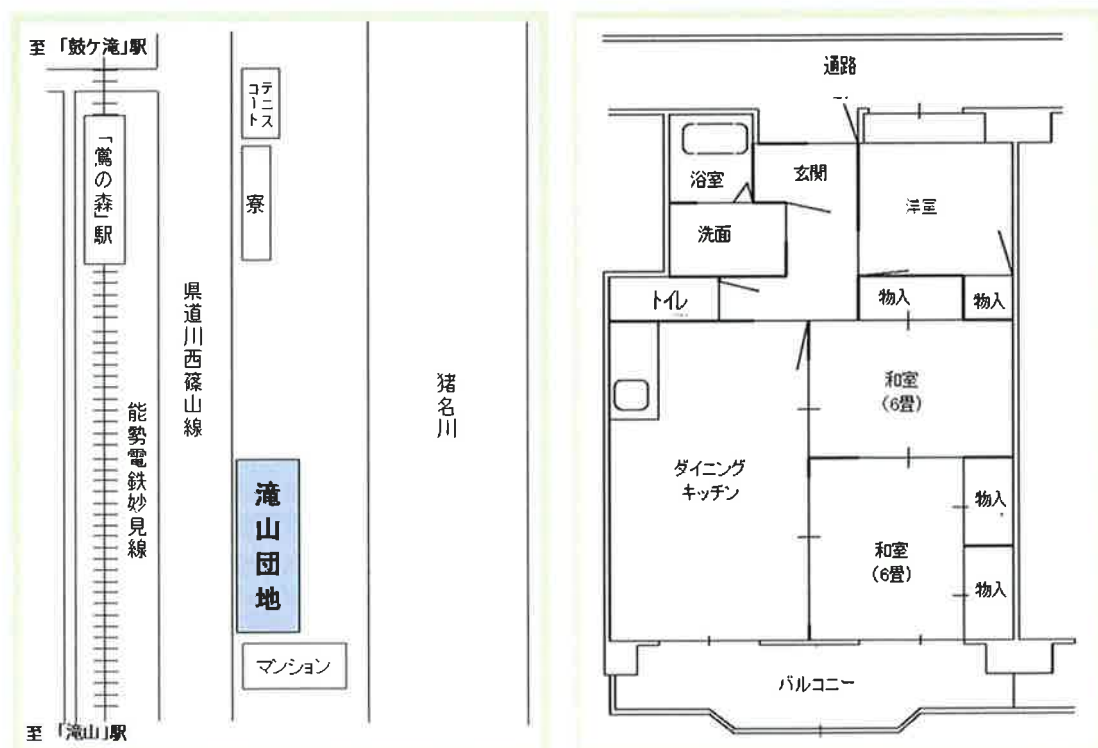 至 「鼓ケ滝」駅
テニス
コート
「鶯の森」駅
寮
県道川西篠山線
猪名川
能勢電鉄妙見線
滝山団地
マンション
至 「滝山」駅
通路
浴室
玄関
洋室
洗面
トイレ
物入
物入
和室
(6畳)
ダイニング
キッチン
物入
和室
(6畳)
物入
バルコニー